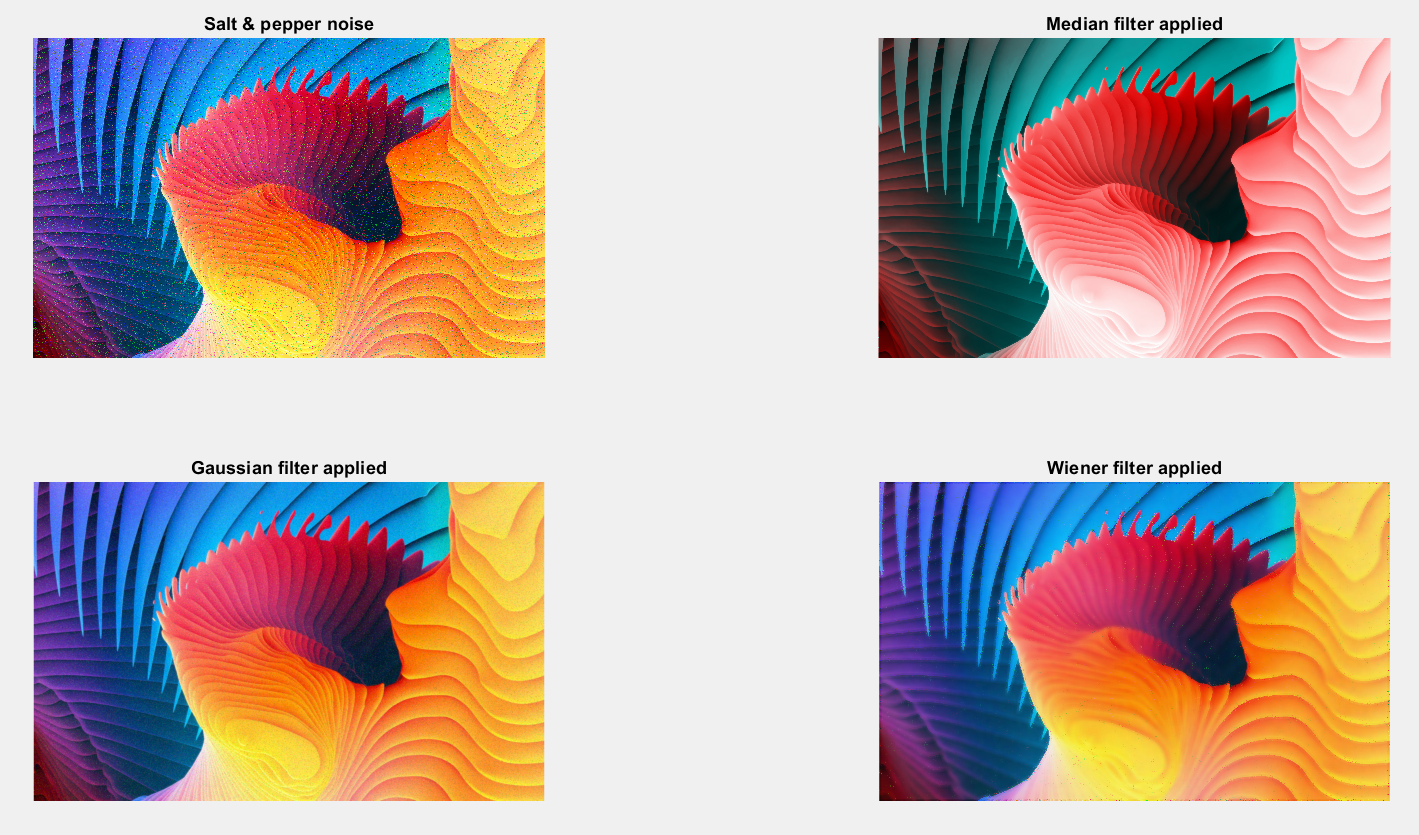 Salt & pepper noise
Median filter applied
Gaussian filter applied
Wiener filter applied